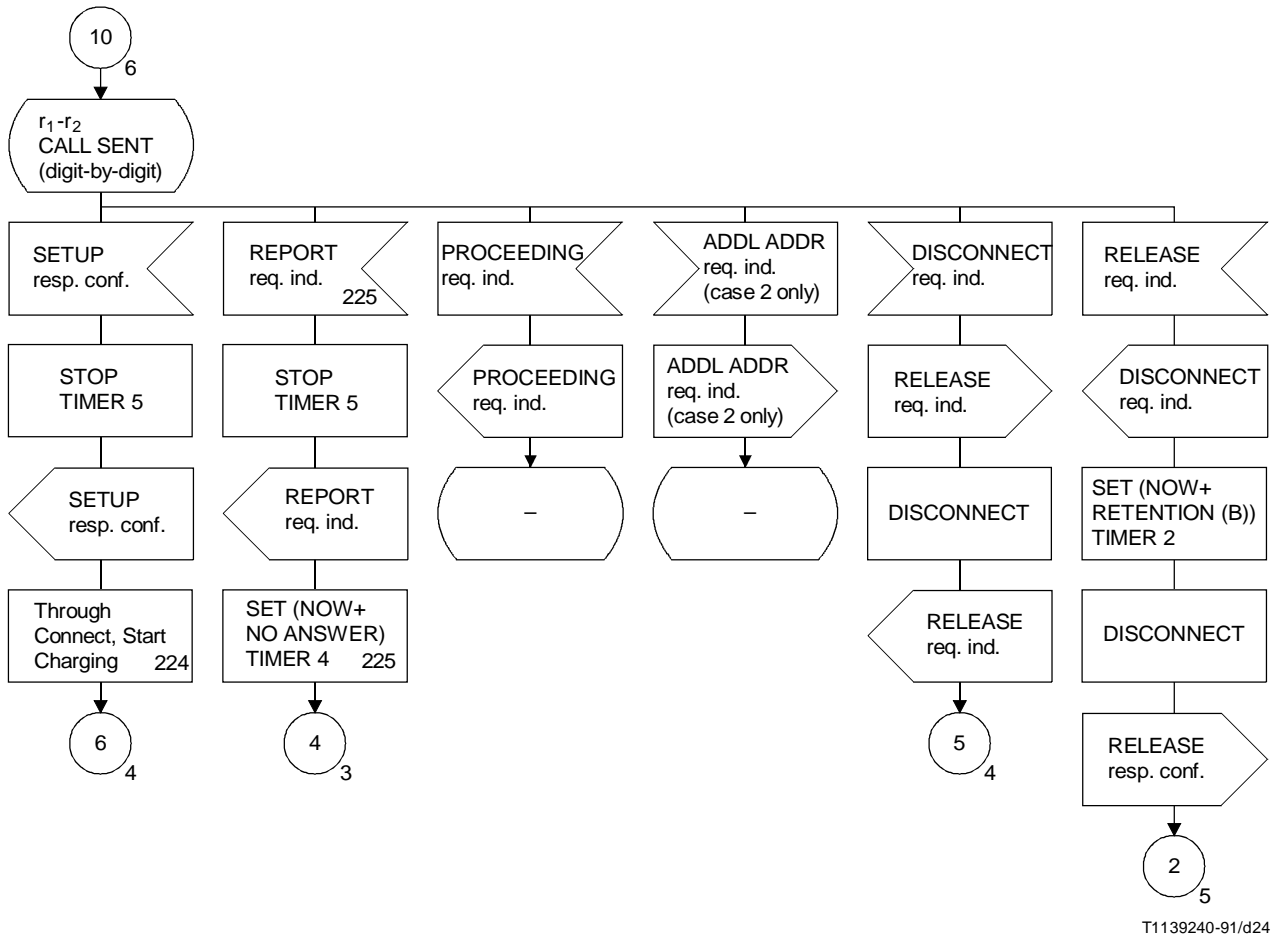 10
6
r1-r2
CALL SENT
(digit-by-digit)
SETUP
resp. conf.
REPORT
req. ind.
225
PROCEEDING
req. ind.
ADDL ADDR
req. ind.
(case 2 only)
DISCONNECT
req. ind.
RELEASE
req. ind.
STOP
TIMER 5
STOP
TIMER 5
PROCEEDING
req. ind.
ADDL ADDR
req. ind.
(case 2 only)
RELEASE
req. ind.
DISCONNECT
req. ind.
SETUP
resp. conf.
REPORT
req. ind.
–
–
DISCONNECT
SET (NOW+
RETENTION (B))
TIMER 2
Through
Connect, Start
Charging 224
SET (NOW+
NO ANSWER)
TIMER 4 225
RELEASE
req. ind.
DISCONNECT
6
4
4
3
5
4
RELEASE
resp. conf.
2
5
T1139240-91/d24